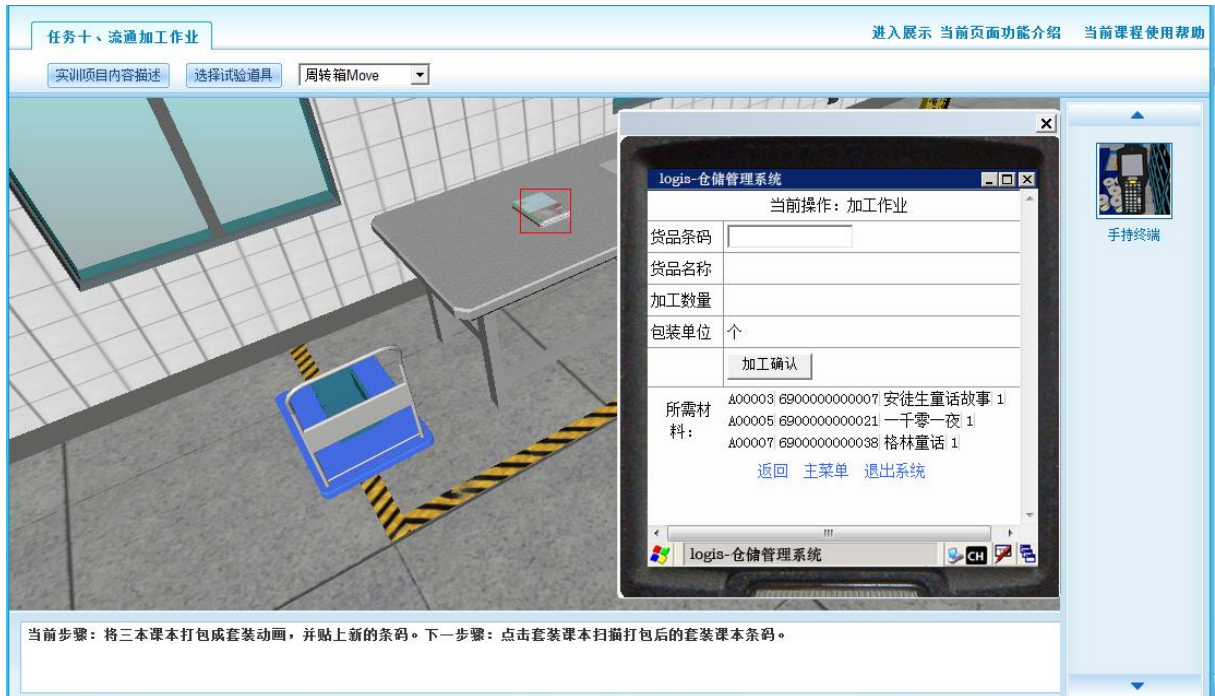 任务十、流通加工作业
进入展示 当前页面功能介绍 当前课程使用帮助
实训项目内容描述 选择试验道具 周转箱Move
logis-仓储管理系统
当前操作：加工作业
货品条码
货品名称
加工数量
包装单位 个
加工确认
所需材料：
A00003 6900000000007 安徒生童话故事 1
A00005 6900000000021 一千零一夜 1
A00007 6900000000038 格林童话 1
返回 主菜单 退出系统
logis-仓储管理系统 CH
手持终端
当前步骤：将三本课本打包成套装动画，并贴上新的条码。下一步骤：点击套装课本扫描打包后的套装课本条码。